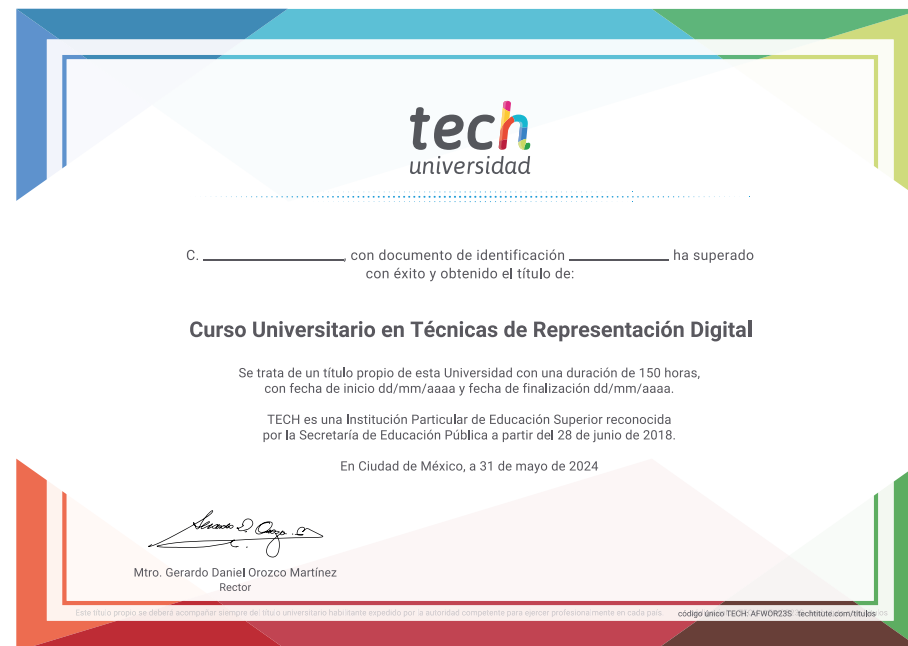 tech
universidad
C. ____________, con documento de identificación ____________ ha superado
con éxito y obtenido el título de:
Curso Universitario en Técnicas de Representación Digital
Se trata de un título propio de esta Universidad con una duración de 150 horas,
con fecha de inicio dd/mm/aaaa y fecha de finalización dd/mm/aaaa.
TECH es una Institución Particular de Educación Superior reconocida
por la Secretaría de Educación Pública a partir del 28 de junio de 2018.
En Ciudad de México, a 31 de mayo de 2024
Mtro. Gerardo Daniel Orozco Martínez
Rector
Este título propio se deberá acompañar siempre del título universitario habilitante expedido por la autoridad competente para ejercer profesionalmente en cada país. código único TECH: AFWOR23S techtitute.com/titulos